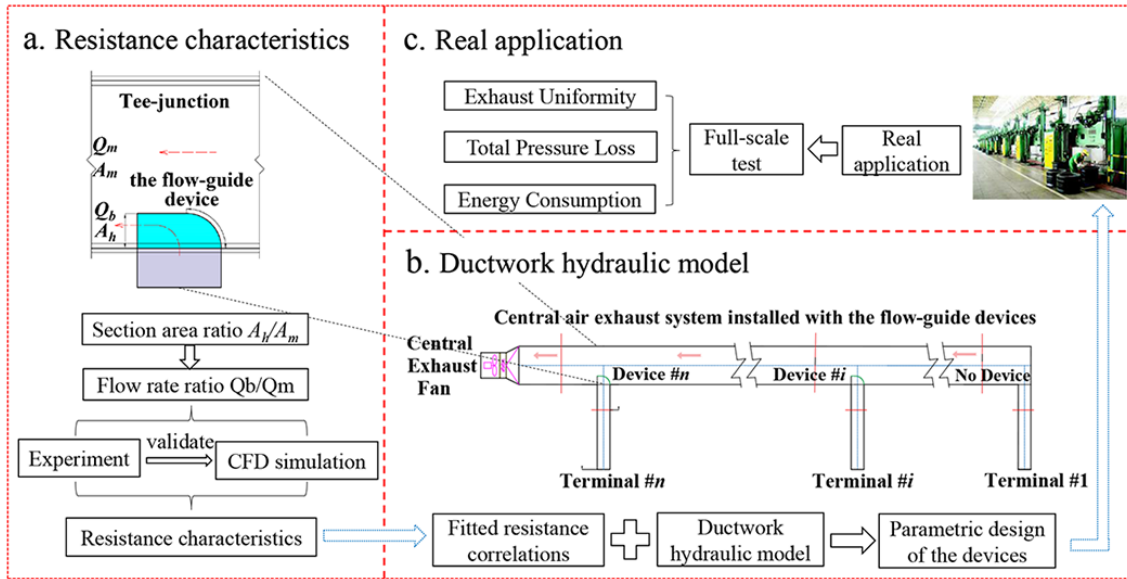 a. Resistance characteristics
Tee-junction
Qm
Am
the flow-guide
device
Qb
Ah
Section area ratio Ah/Am
Flow rate ratio Qb/Qm
validate
Experiment
CFD simulation
Resistance characteristics
c. Real application
Exhaust Uniformity
Total Pressure Loss
Energy Consumption
Full-scale
test
Real
application
b. Ductwork hydraulic model
Central air exhaust system installed with the flow-guide devices
Central
Exhaust
Fan
Device #n
Device #i
No Device
Terminal #n
Terminal #i
Terminal #1
Fitted resistance
correlations
Ductwork
hydraulic model
Parametric design
of the devices